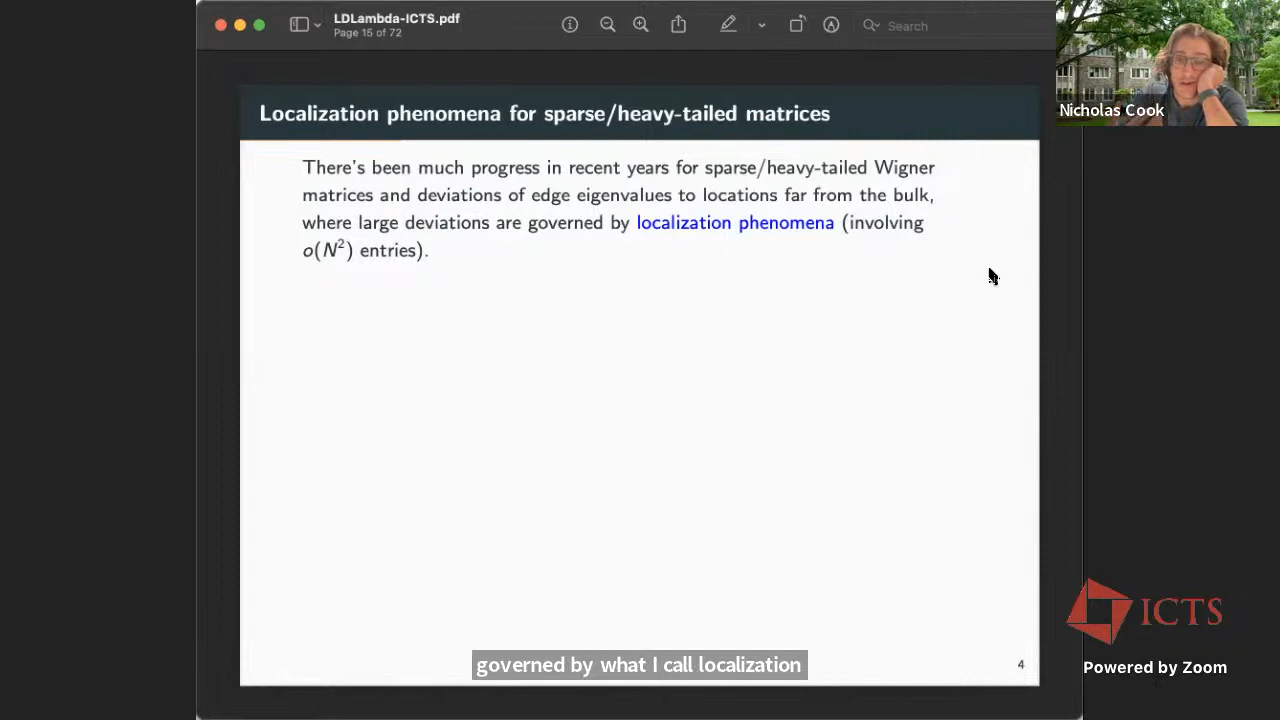 LDLambda-ICTS.pdf
Page 15 of 72
Search
Nicholas Cook
Localization phenomena for sparse/heavy-tailed matrices
There's been much progress in recent years for sparse/heavy-tailed Wigner
matrices and deviations of edge eigenvalues to locations far from the bulk,
where large deviations are governed by localization phenomena (involving
o(N²) entries).
ICTS
governed by what I call localization
4
Powered by Zoom